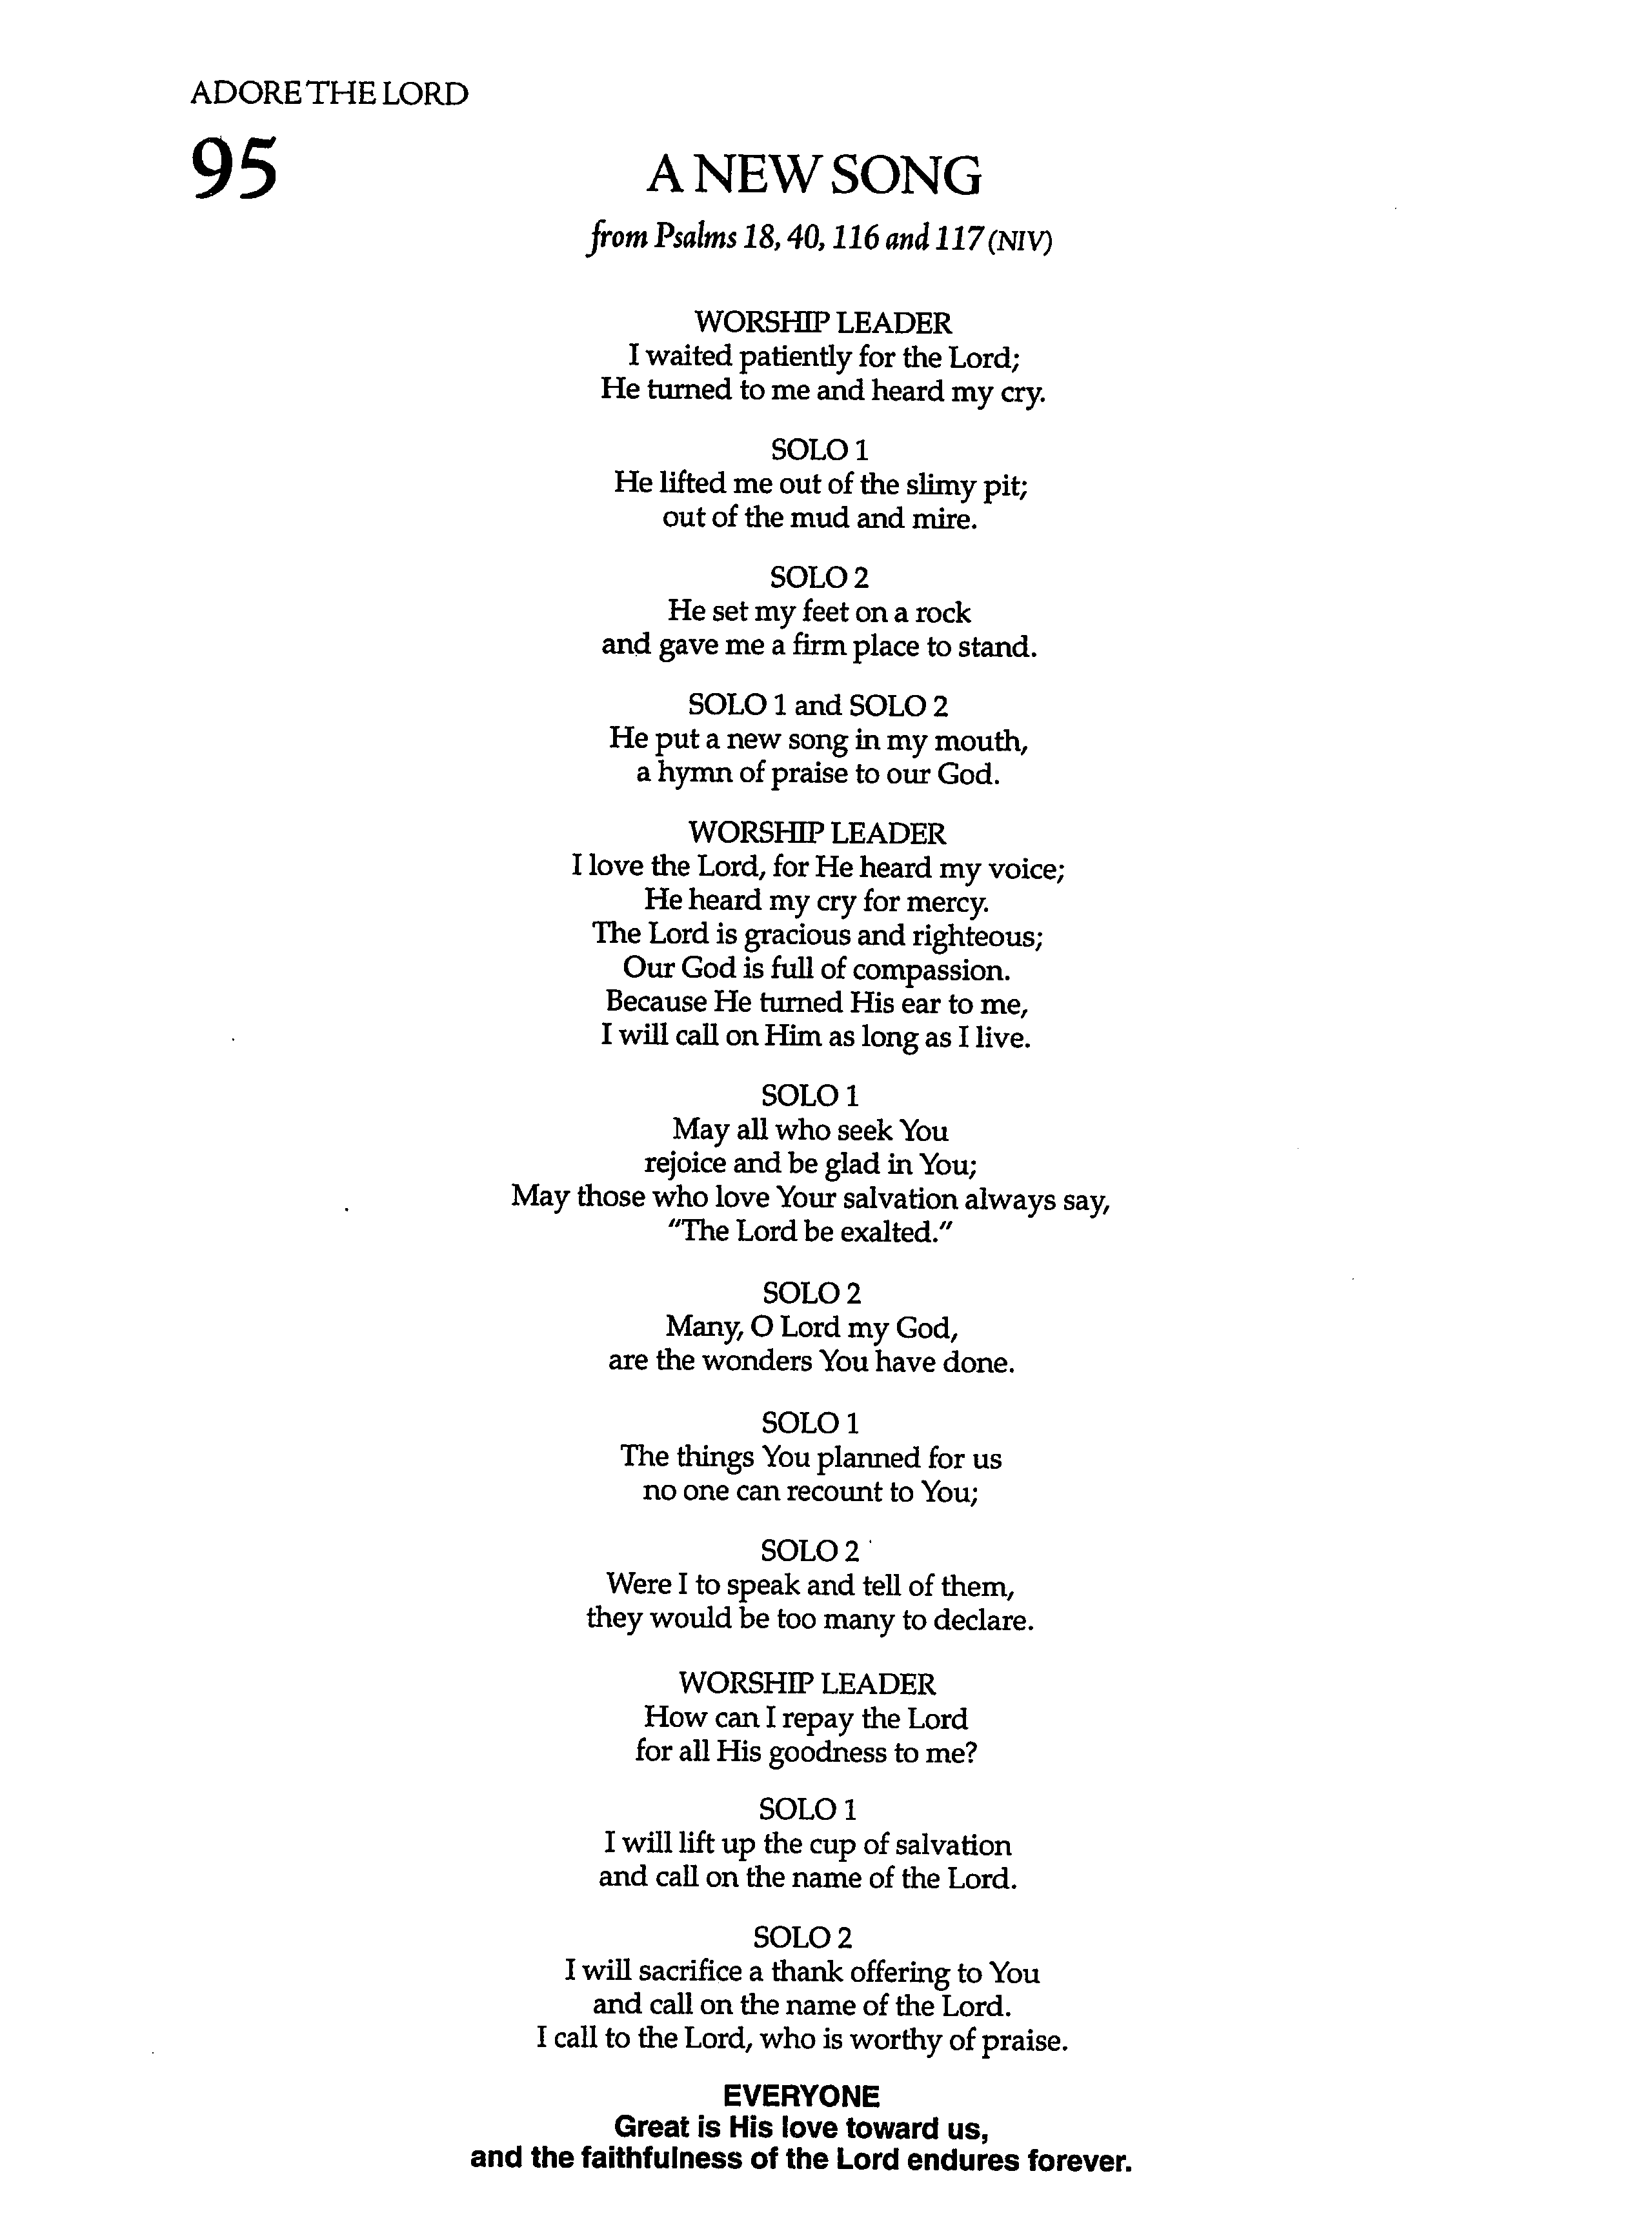 ADORE THE LORD
95
A NEW SONG
from Psalms 18, 40, 116 and 117 (NIV)
WORSHIP LEADER
I waited patiently for the Lord;
He turned to me and heard my cry.
SOLO 1
He lifted me out of the slimy pit;
out of the mud and mire.
SOLO 2
He set my feet on a rock
and gave me a firm place to stand.
SOLO 1 and SOLO 2
He put a new song in my mouth,
a hymn of praise to our God.
WORSHIP LEADER
I love the Lord, for He heard my voice;
He heard my cry for mercy.
The Lord is gracious and righteous;
Our God is full of compassion.
Because He turned His ear to me,
I will call on Him as long as I live.
SOLO 1
May all who seek You
rejoice and be glad in You;
May those who love Your salvation always say,
“The Lord be exalted.”
SOLO 2
Many, O Lord my God,
are the wonders You have done.
SOLO 1
The things You planned for us
no one can recount to You;
SOLO 2
Were I to speak and tell of them,
they would be too many to declare.
WORSHIP LEADER
How can I repay the Lord
for all His goodness to me?
SOLO 1
I will lift up the cup of salvation
and call on the name of the Lord.
SOLO 2
I will sacrifice a thank offering to You
and call on the name of the Lord.
I call to the Lord, who is worthy of praise.
EVERYONE
Great is His love toward us,
and the faithfulness of the Lord endures forever.